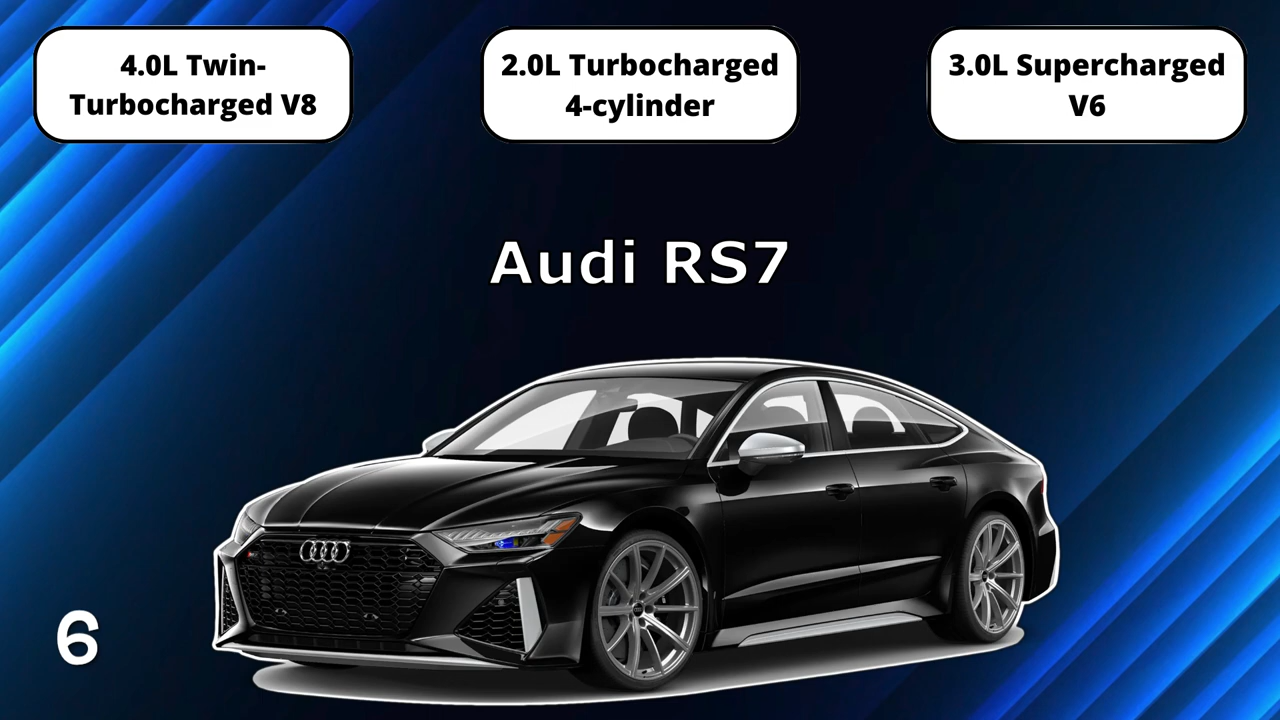 4.0L Twin-
Turbocharged V8
2.0L Turbocharged
4-cylinder
3.0L Supercharged
V6
Audi RS7
6